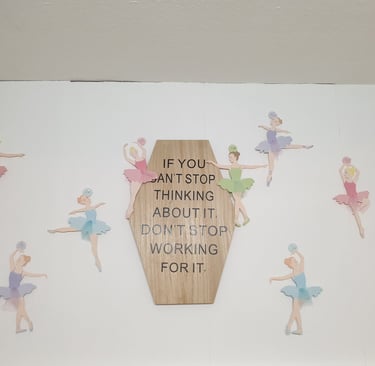 IF YOU
CAN'T STOP
THINKING
ABOUT IT,
DON'T STOP
WORKING
FOR IT.